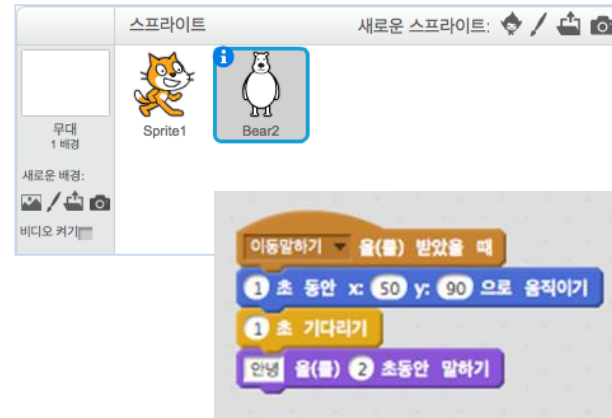 스프라이트 새로운 스프라이트:
무대
1 배경
Sprite1
Bear2
새로운 배경:
비디오 켜기
이동말하기 을(를) 받았을 때
1 초 동안 x: 50 y: 90 으로 움직이기
1 초 기다리기
안녕 을(를) 2 초동안 말하기